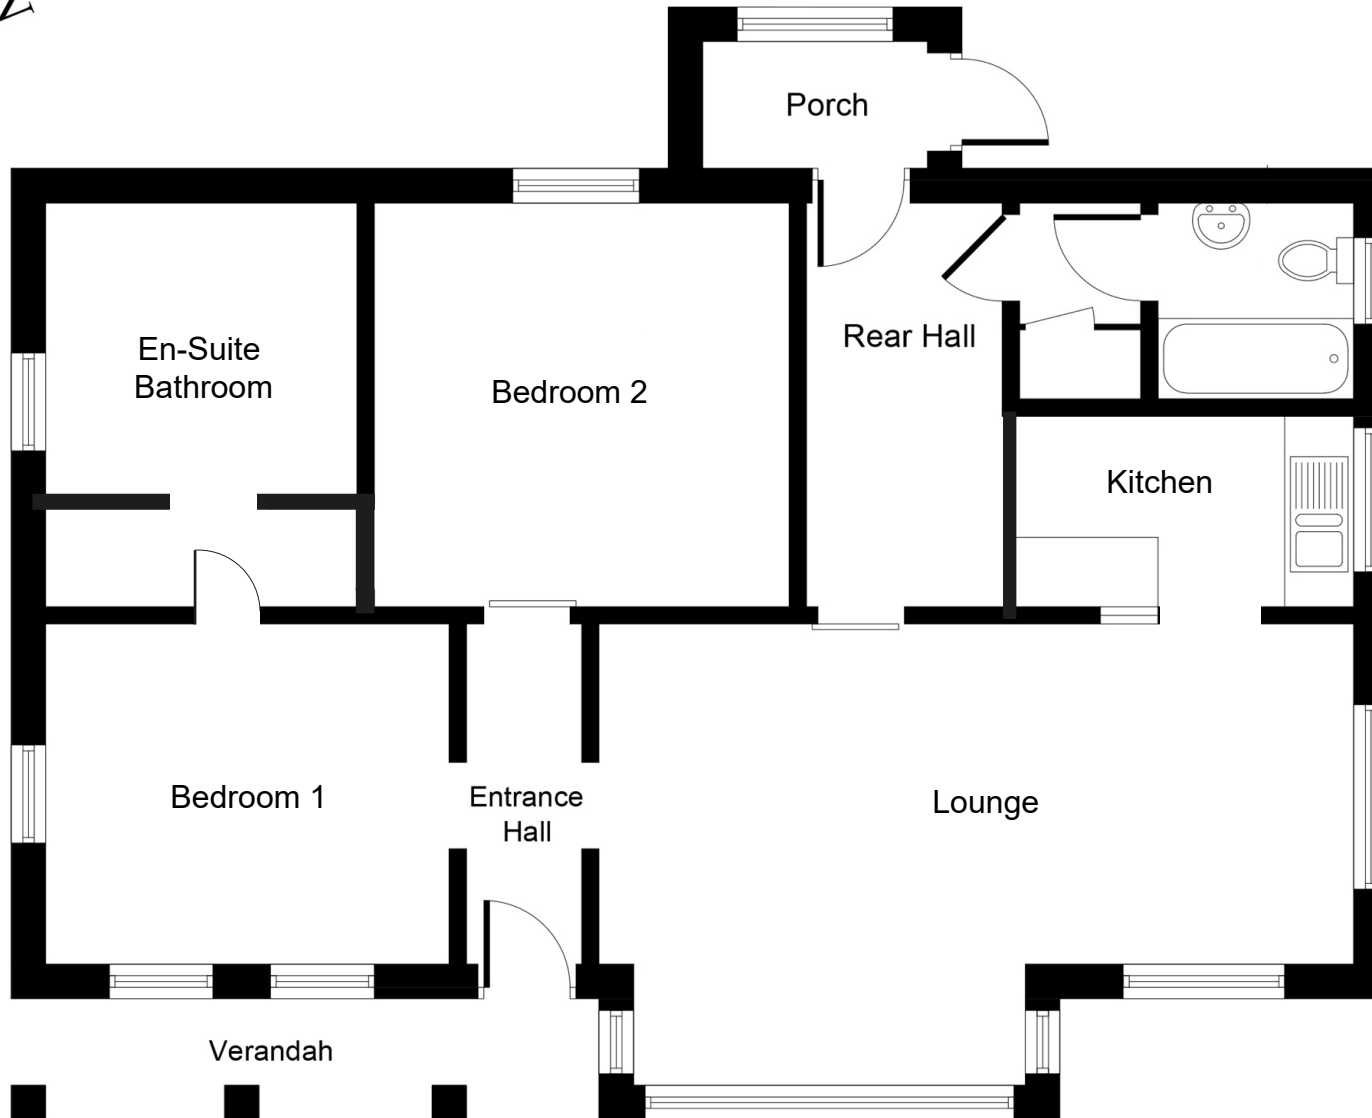 Porch
Rear Hall
En-Suite
Bathroom
Bedroom 2
Kitchen
Bedroom 1
Entrance
Hall
Lounge
Verandah